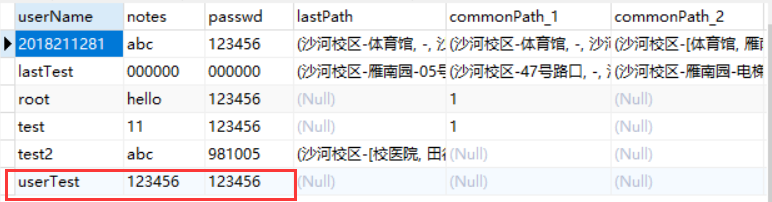 userName notes passwd lastPath commonPath_1 commonPath_2
2018211281 abc 123456 (沙河校区-体育馆, -, 沙 (沙河校区-体育馆, -, 沙 (沙河校区-[体育馆, 雁
lastTest 000000 000000 (沙河校区-雁南园-05号 (沙河校区-47号路口, -, (沙河校区-雁南园-电梯
root hello 123456 (Null) 1 (Null)
test 11 123456 (Null) 1 (Null)
test2 abc 981005 (沙河校区-[校医院, 田 (Null) (Null)
userTest 123456 123456 (Null) (Null) (Null)